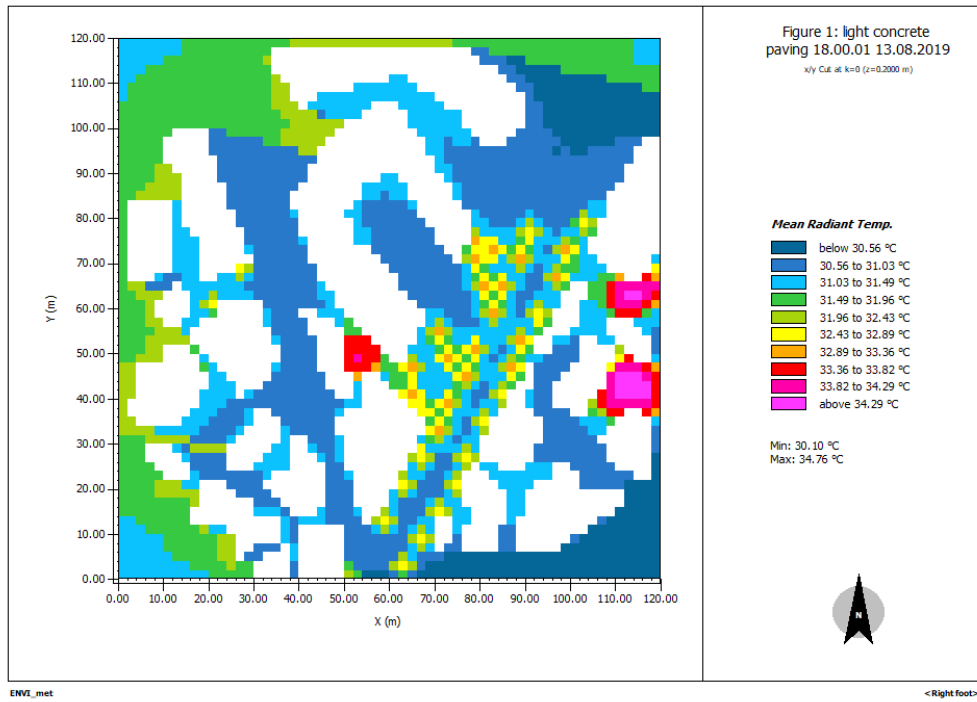 Figure 1: light concrete
paving 18.00.01 13.08.2019
x/y Cut at k=0 (z=0.2000 m)
120.00
110.00
100.00
90.00
80.00
70.00
60.00
50.00
40.00
30.00
20.00
10.00
0.00
Y (m)
0.00 10.00 20.00 30.00 40.00 50.00 60.00 70.00 80.00 90.00 100.00 110.00 120.00
X (m)
Mean Radiant Temp.
below 30.56 °C
30.56 to 31.03 °C
31.03 to 31.49 °C
31.49 to 31.96 °C
31.96 to 32.43 °C
32.43 to 32.89 °C
32.89 to 33.36 °C
33.36 to 33.82 °C
33.82 to 34.29 °C
above 34.29 °C
Min: 30.10 °C
Max: 34.76 °C
N
ENVI_met
<Right foot>